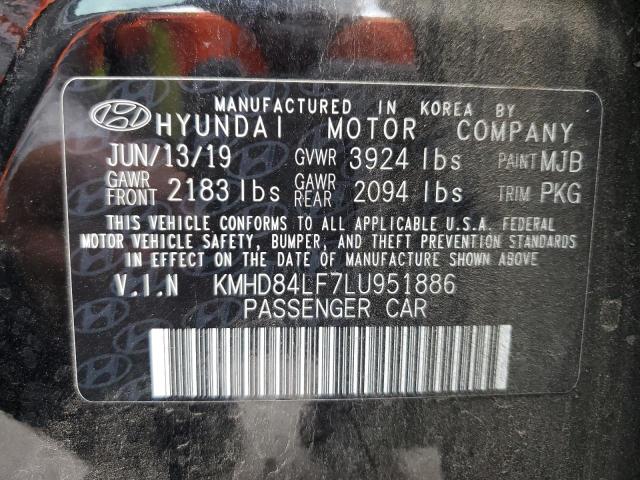 MANUFACTURED IN KOREA BY
HYUNDAI MOTOR COMPANY
JUN/13/19 GVWR 3924 lbs PAINT MJB
GAWR FRONT 2183 lbs GAWR REAR 2094 lbs TRIM PKG
THIS VEHICLE CONFORMS TO ALL APPLICABLE U.S.A. FEDERAL
MOTOR VEHICLE SAFETY, BUMPER, AND THEFT PREVENTION STANDARDS
IN EFFECT ON THE DATE OF MANUFACTURE SHOWN ABOVE.
V.I.N KMHD84LF7LU951886
PASSENGER CAR